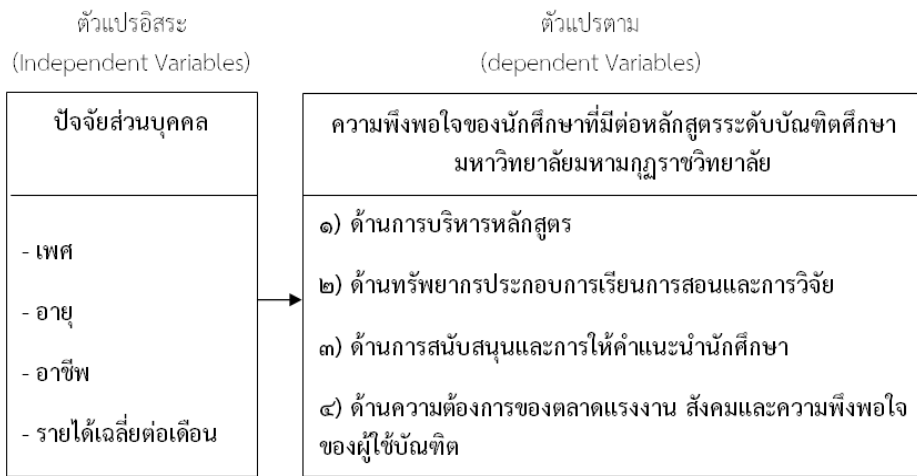 ตัวแปรอิสระ
(Independent Variables)
ตัวแปรตาม
(dependent Variables)
ปัจจัยส่วนบุคคล
- เพศ
- อายุ
- อาชีพ
- รายได้เฉลี่ยต่อเดือน
ความพึงพอใจของนักศึกษาที่มีต่อหลักสูตรระดับบัณฑิตศึกษา
มหาวิทยาลัยมหามกุฏราชวิทยาลัย
๑) ด้านการบริหารหลักสูตร
๒) ด้านทรัพยากรประกอบการเรียนการสอนและการวิจัย
๓) ด้านการสนับสนุนและการให้คำแนะนำนักศึกษา
๔) ด้านความต้องการของตลาดแรงงาน สังคมและความพึงพอใจ
ของผู้ใช้บัณฑิต